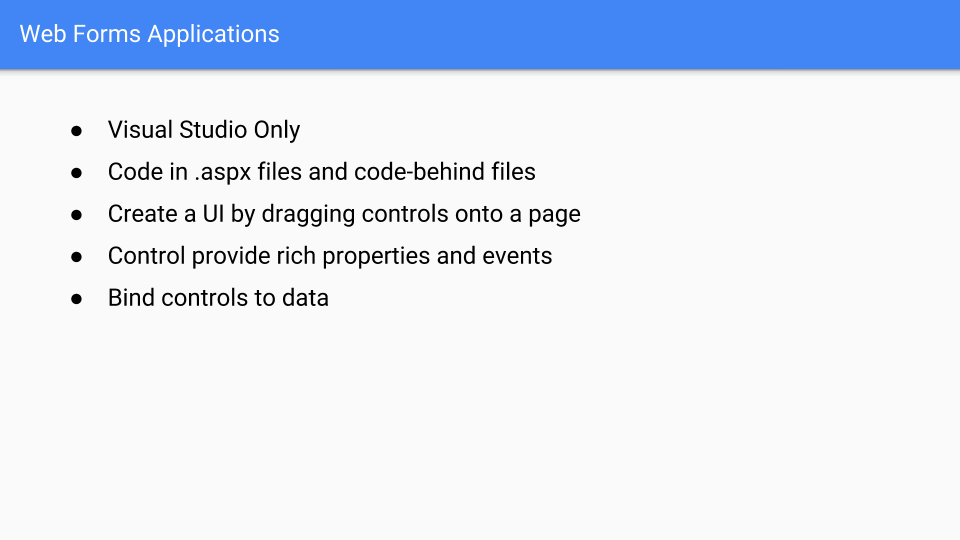 Web Forms Applications
● Visual Studio Only
● Code in .aspx files and code-behind files
● Create a UI by dragging controls onto a page
● Control provide rich properties and events
● Bind controls to data